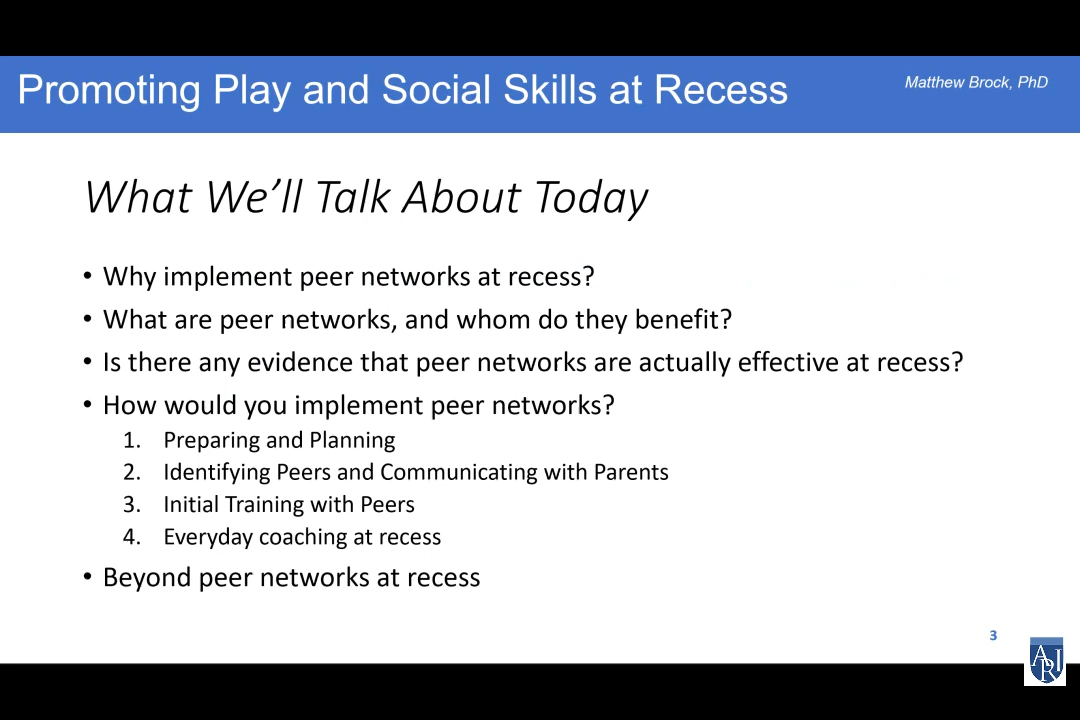 Promoting Play and Social Skills at Recess
Matthew Brock, PhD
What We’ll Talk About Today
• Why implement peer networks at recess?
• What are peer networks, and whom do they benefit?
• Is there any evidence that peer networks are actually effective at recess?
• How would you implement peer networks?
1. Preparing and Planning
2. Identifying Peers and Communicating with Parents
3. Initial Training with Peers
4. Everyday coaching at recess
• Beyond peer networks at recess
3
ARI